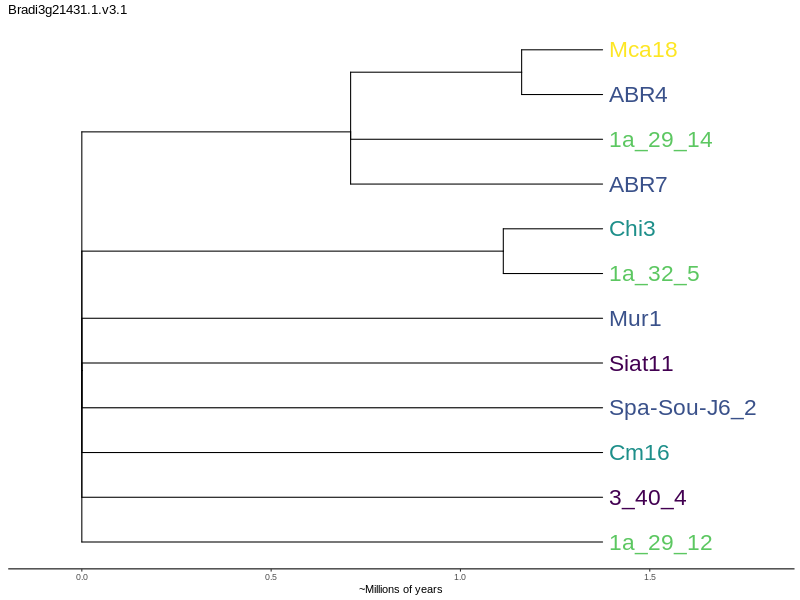 Bradi3g21431.1.v3.1
Mca18
ABR4
1a_29_14
ABR7
Chi3
1a_32_5
Mur1
Siat11
Spa-Sou-J6_2
Cm16
3_40_4
1a_29_12
0.0 0.5 1.0 1.5
~Millions of years